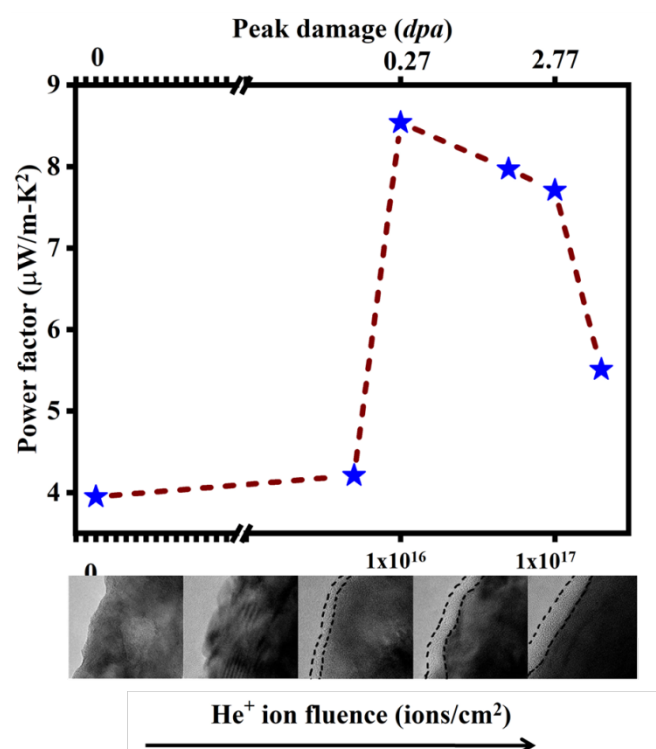 Peak damage (dpa)
0 0.27 2.77
9
8
7
6
5
4
Power factor (μW/m-K²)
0 1x10¹⁶ 1x10¹⁷
He⁺ ion fluence (ions/cm²)